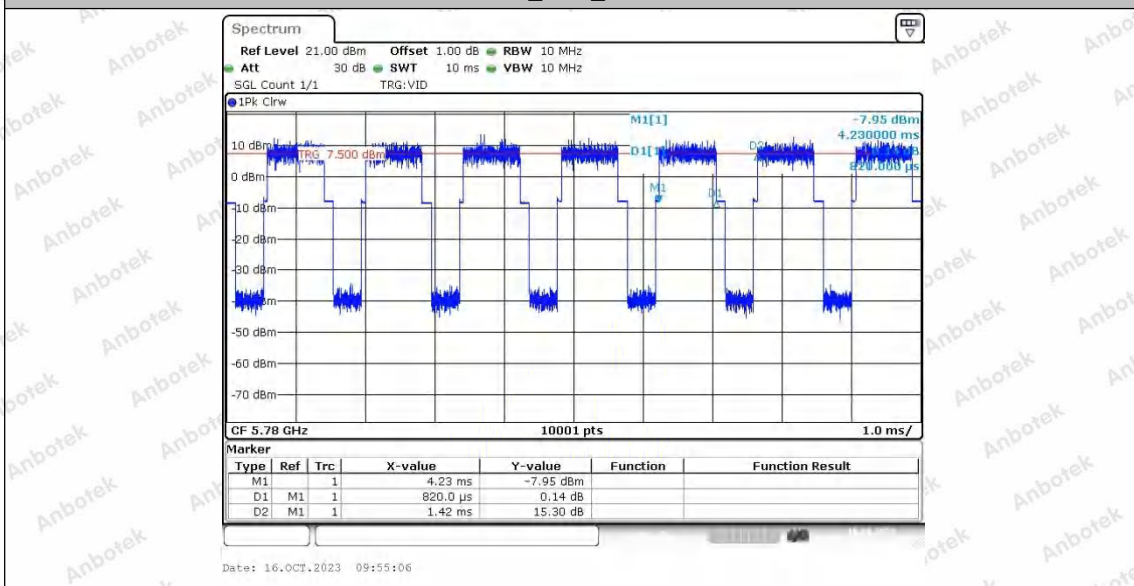 Spectrum
Ref Level 21.00 dBm Offset 1.00 dB RBW 10 MHz
Att 30 dB SWT 10 ms VBW 10 MHz
SGL Count 1/1 TRG:VID
1Pk Clrw
M1[1] -7.95 dBm
4.230000 ms
10 dBm
TRG 7.500 dBm
D1[1]
D2
820.000 µs
0 dBm
M1
D1
-10 dBm
-20 dBm
-30 dBm
-50 dBm
-60 dBm
-70 dBm
CF 5.78 GHz 10001 pts 1.0 ms/
Marker
Type Ref Trc X-value Y-value Function Function Result
M1 1 4.23 ms -7.95 dBm
D1 M1 1 820.0 µs 0.14 dB
D2 M1 1 1.42 ms 15.30 dB
Date: 16.OCT.2023 09:55:06
Anbotek